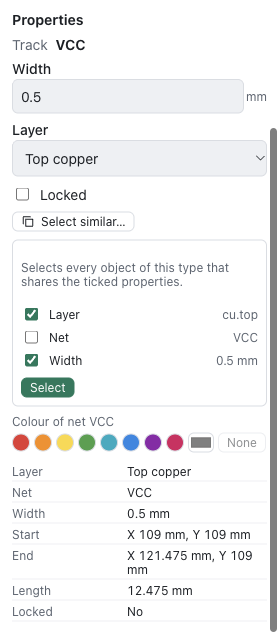 Properties
Track VCC
Width
0.5 mm
Layer
Top copper
Locked
Select similar...
Selects every object of this type that
shares the ticked properties.
Layer cu.top
Net VCC
Width 0.5 mm
Select
Colour of net VCC
None
Layer Top copper
Net VCC
Width 0.5 mm
Start X 109 mm, Y 109 mm
End X 121.475 mm, Y 109
mm
Length 12.475 mm
Locked No